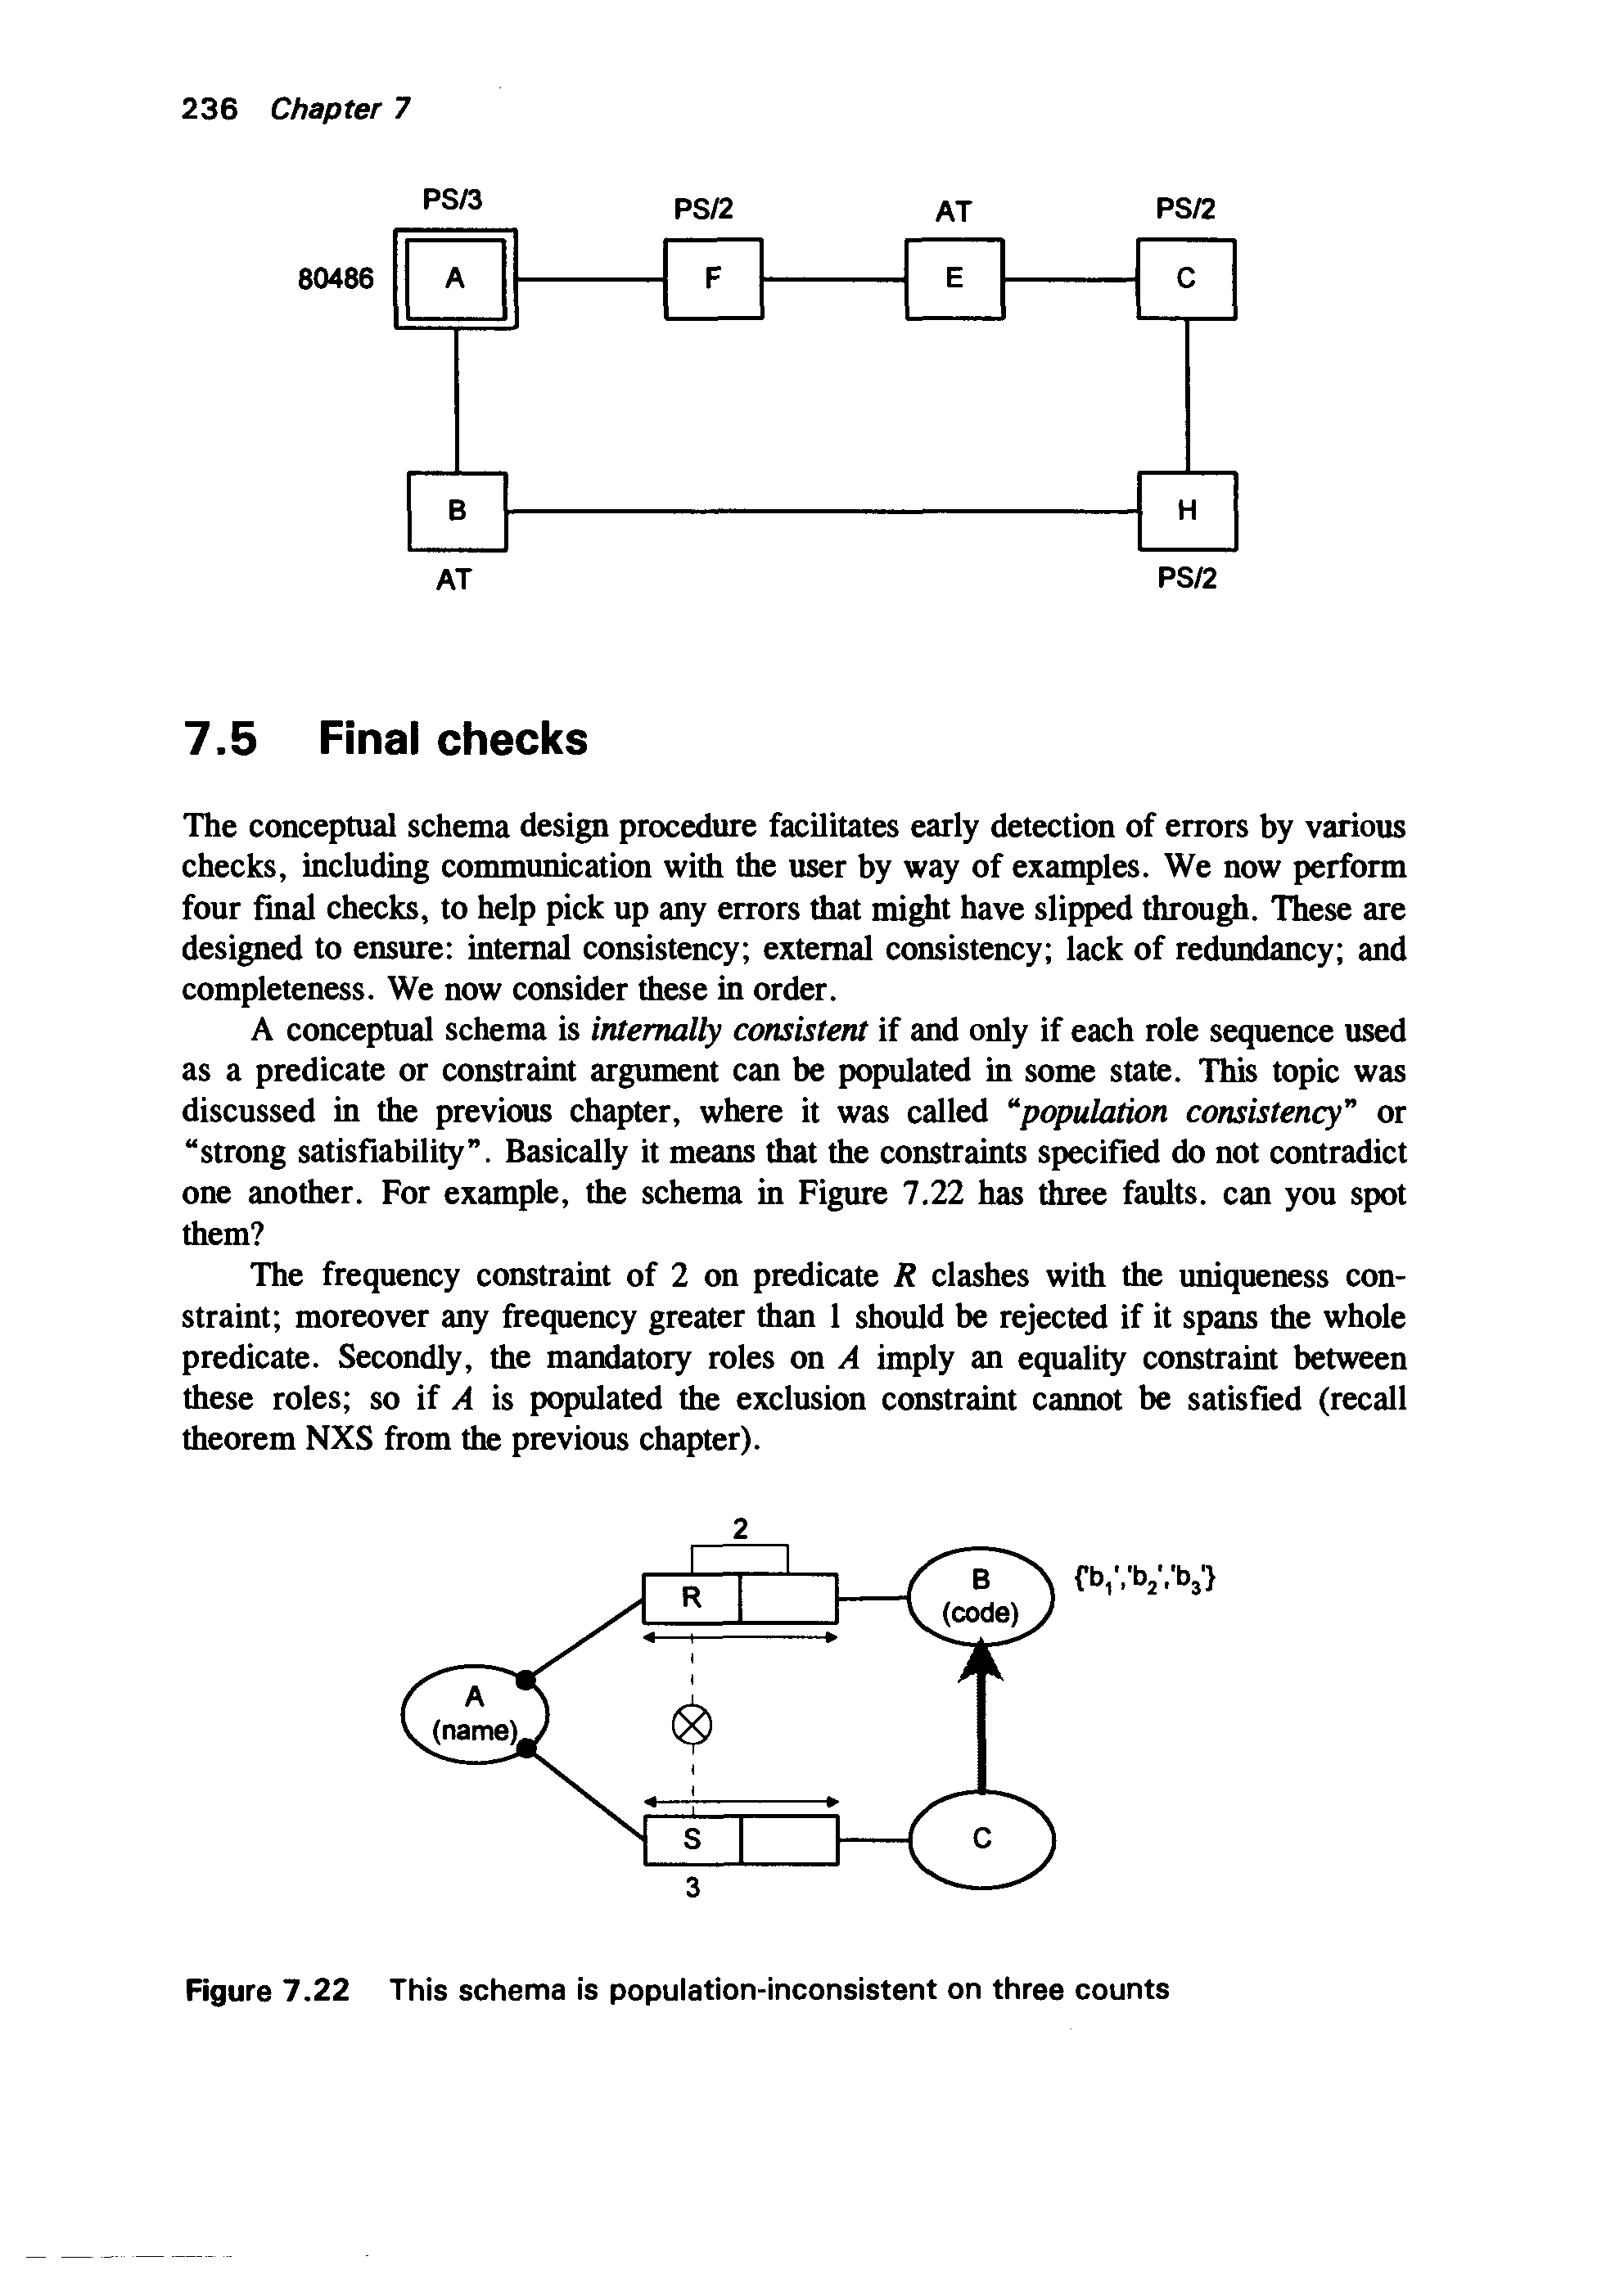 236 Chapter 7
PS/3
PS/2
AT
PS/2
80486
A
F
E
C
B
H
AT
PS/2
7.5 Final checks
The conceptual schema design procedure facilitates early detection of errors by various
checks, including communication with the user by way of examples. We now perform
four final checks, to help pick up any errors that might have slipped through. These are
designed to ensure: internal consistency; external consistency; lack of redundancy; and
completeness. We now consider these in order.
A conceptual schema is internally consistent if and only if each role sequence used
as a predicate or constraint argument can be populated in some state. This topic was
discussed in the previous chapter, where it was called “population consistency” or
“strong satisfiability”. Basically it means that the constraints specified do not contradict
one another. For example, the schema in Figure 7.22 has three faults. can you spot
them?
The frequency constraint of 2 on predicate R clashes with the uniqueness con-
straint; moreover any frequency greater than 1 should be rejected if it spans the whole
predicate. Secondly, the mandatory roles on A imply an equality constraint between
these roles; so if A is populated the exclusion constraint cannot be satisfied (recall
theorem NXS from the previous chapter).
2
R
B
(code)
{'b₁','b₂','b₃'}
A
(name)
S
C
3
Figure 7.22 This schema is population-inconsistent on three counts